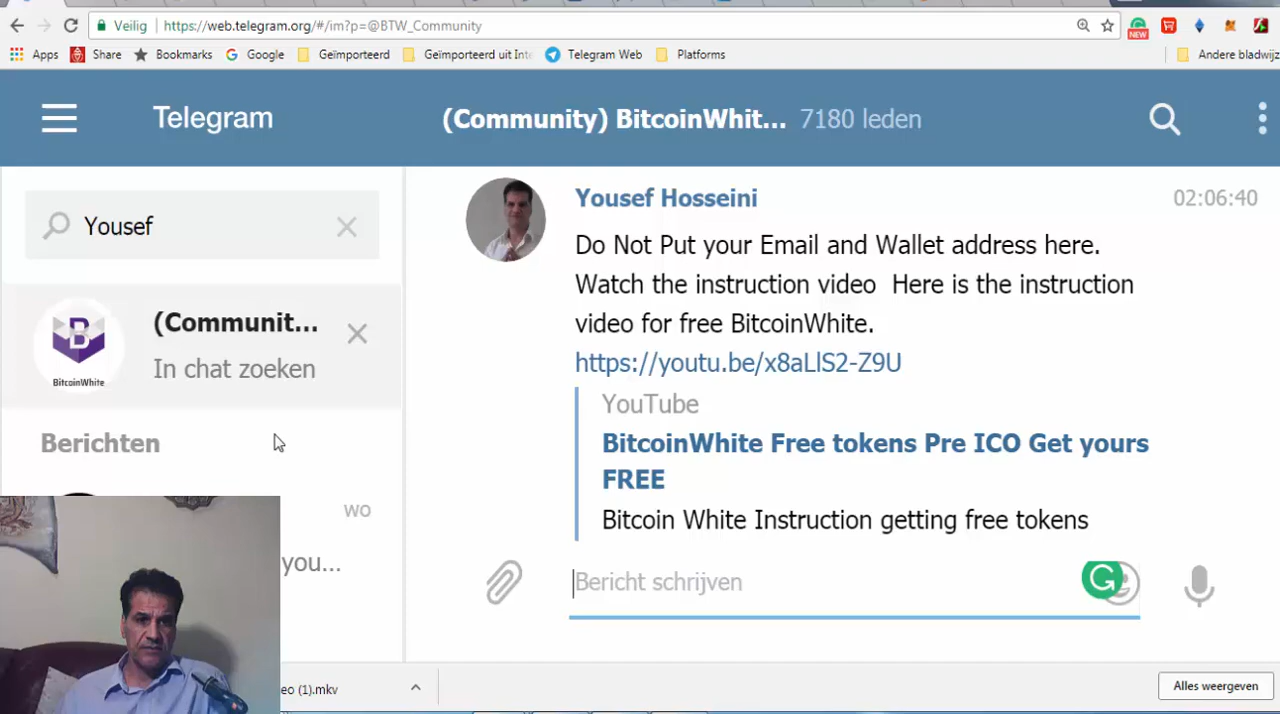 Veilig
https://web.telegram.org/#/im?p=@BTW_Community
NEW
Apps
Share
Bookmarks
G Google
Geïmporteerd
Geïmporteerd uit Inte
Telegram Web
Platforms
Andere bladwijz
Telegram
(Community) BitcoinWhit... 7180 leden
Yousef
(Communit...
In chat zoeken
B
BitcoinWhite
Berichten
wo
you...
Yousef Hosseini
02:06:40
Do Not Put your Email and Wallet address here.
Watch the instruction video Here is the instruction
video for free BitcoinWhite.
https://youtu.be/x8aLlS2-Z9U
YouTube
BitcoinWhite Free tokens Pre ICO Get yours
FREE
Bitcoin White Instruction getting free tokens
Bericht schrijven
G
eo (1).mkv
Alles weergeven